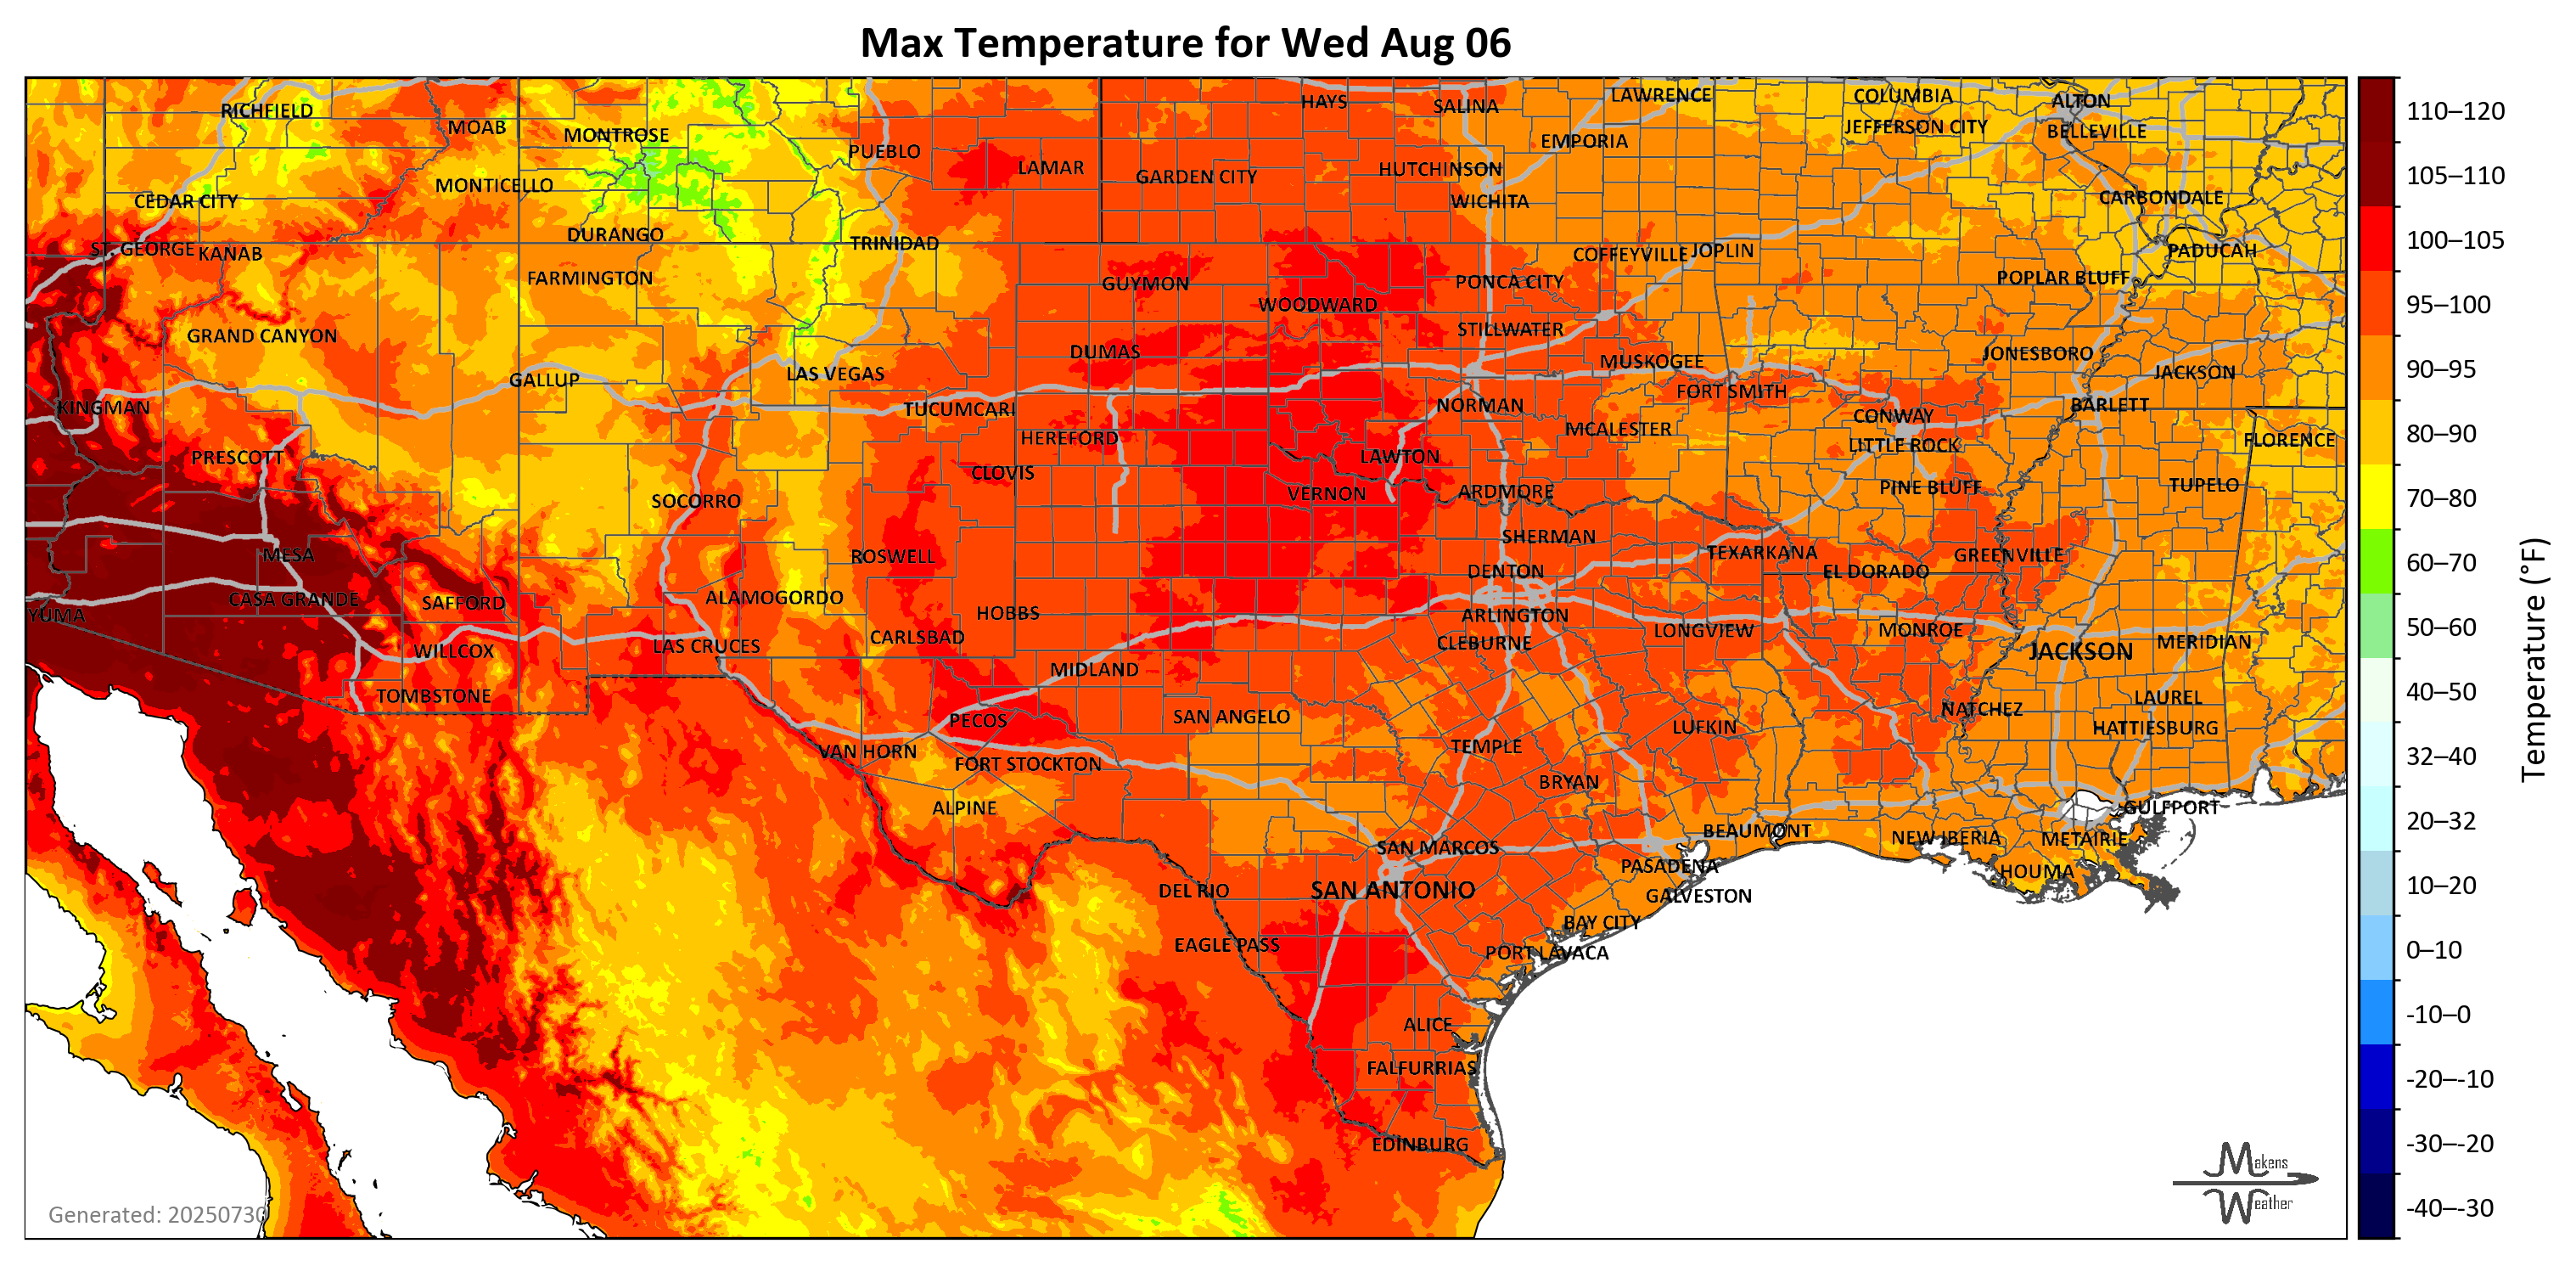 Max Temperature for Wed Aug 06
RICHFIELD
MOAB
MONTROSE
PUEBLO
LAMAR
HAYS
SALINA
LAWRENCE
COLUMBIA
ALTON
JEFFERSON CITY
BELLEVILLE
EMPORIA
HUTCHINSON
GARDEN CITY
WICHITA
CEDAR CITY
MONTICELLO
CARBONDALE
DURANGO
TRINIDAD
ST. GEORGE
KANAB
COFFEYVILLE
JOPLIN
PADUCAH
FARMINGTON
GUYMON
PONCA CITY
POPLAR BLUFF
WOODWARD
GRAND CANYON
STILLWATER
DUMAS
MUSKOGEE
JONESBORO
JACKSON
GALLUP
LAS VEGAS
FORT SMITH
KINGMAN
TUCUMCARI
NORMAN
CONWAY
BARLETT
HEREFORD
MCALESTER
LITTLE ROCK
FLORENCE
PRESCOTT
CLOVIS
LAWTON
SOCORRO
VERNON
ARDMORE
PINE BLUFF
TUPELO
MESA
ROSWELL
SHERMAN
TEXARKANA
GREENVILLE
DENTON
EL DORADO
CASA GRANDE
SAFFORD
ALAMOGORDO
HOBBS
YUMA
ARLINGTON
WILLCOX
LAS CRUCES
CARLSBAD
CLEBURNE
LONGVIEW
MONROE
JACKSON
MERIDIAN
MIDLAND
TOMBSTONE
PECOS
SAN ANGELO
NATCHEZ
LAUREL
LUFKIN
HATTIESBURG
VAN HORN
FORT STOCKTON
TEMPLE
BRYAN
ALPINE
GULFPORT
BEAUMONT
NEW IBERIA
METAIRIE
SAN MARCOS
PASADENA
HOUMA
DEL RIO
SAN ANTONIO
GALVESTON
BAY CITY
EAGLE PASS
PORT LAVACA
ALICE
FALFURRIAS
EDINBURG
Generated: 20250730
Makens
Weather
110–120
105–110
100–105
95–100
90–95
80–90
70–80
60–70
50–60
40–50
32–40
20–32
10–20
0–10
-10–0
-20–-10
-30–-20
-40–-30
Temperature (°F)